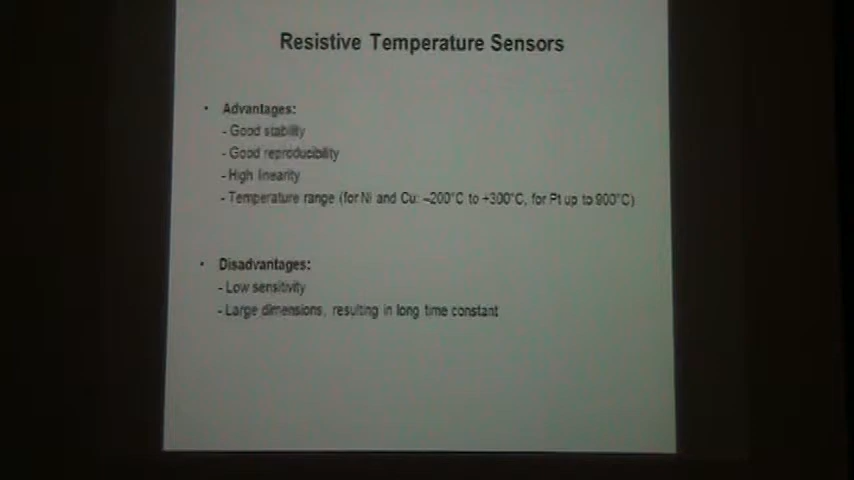 Resistive Temperature Sensors
• Advantages:
- Good stability
- Good reproducibility
- High linearity
- Temperature range (for Ni and Cu: –200°C to +300°C, for Pt up to 900°C)
• Disadvantages:
- Low sensitivity
- Large dimensions, resulting in long time constant